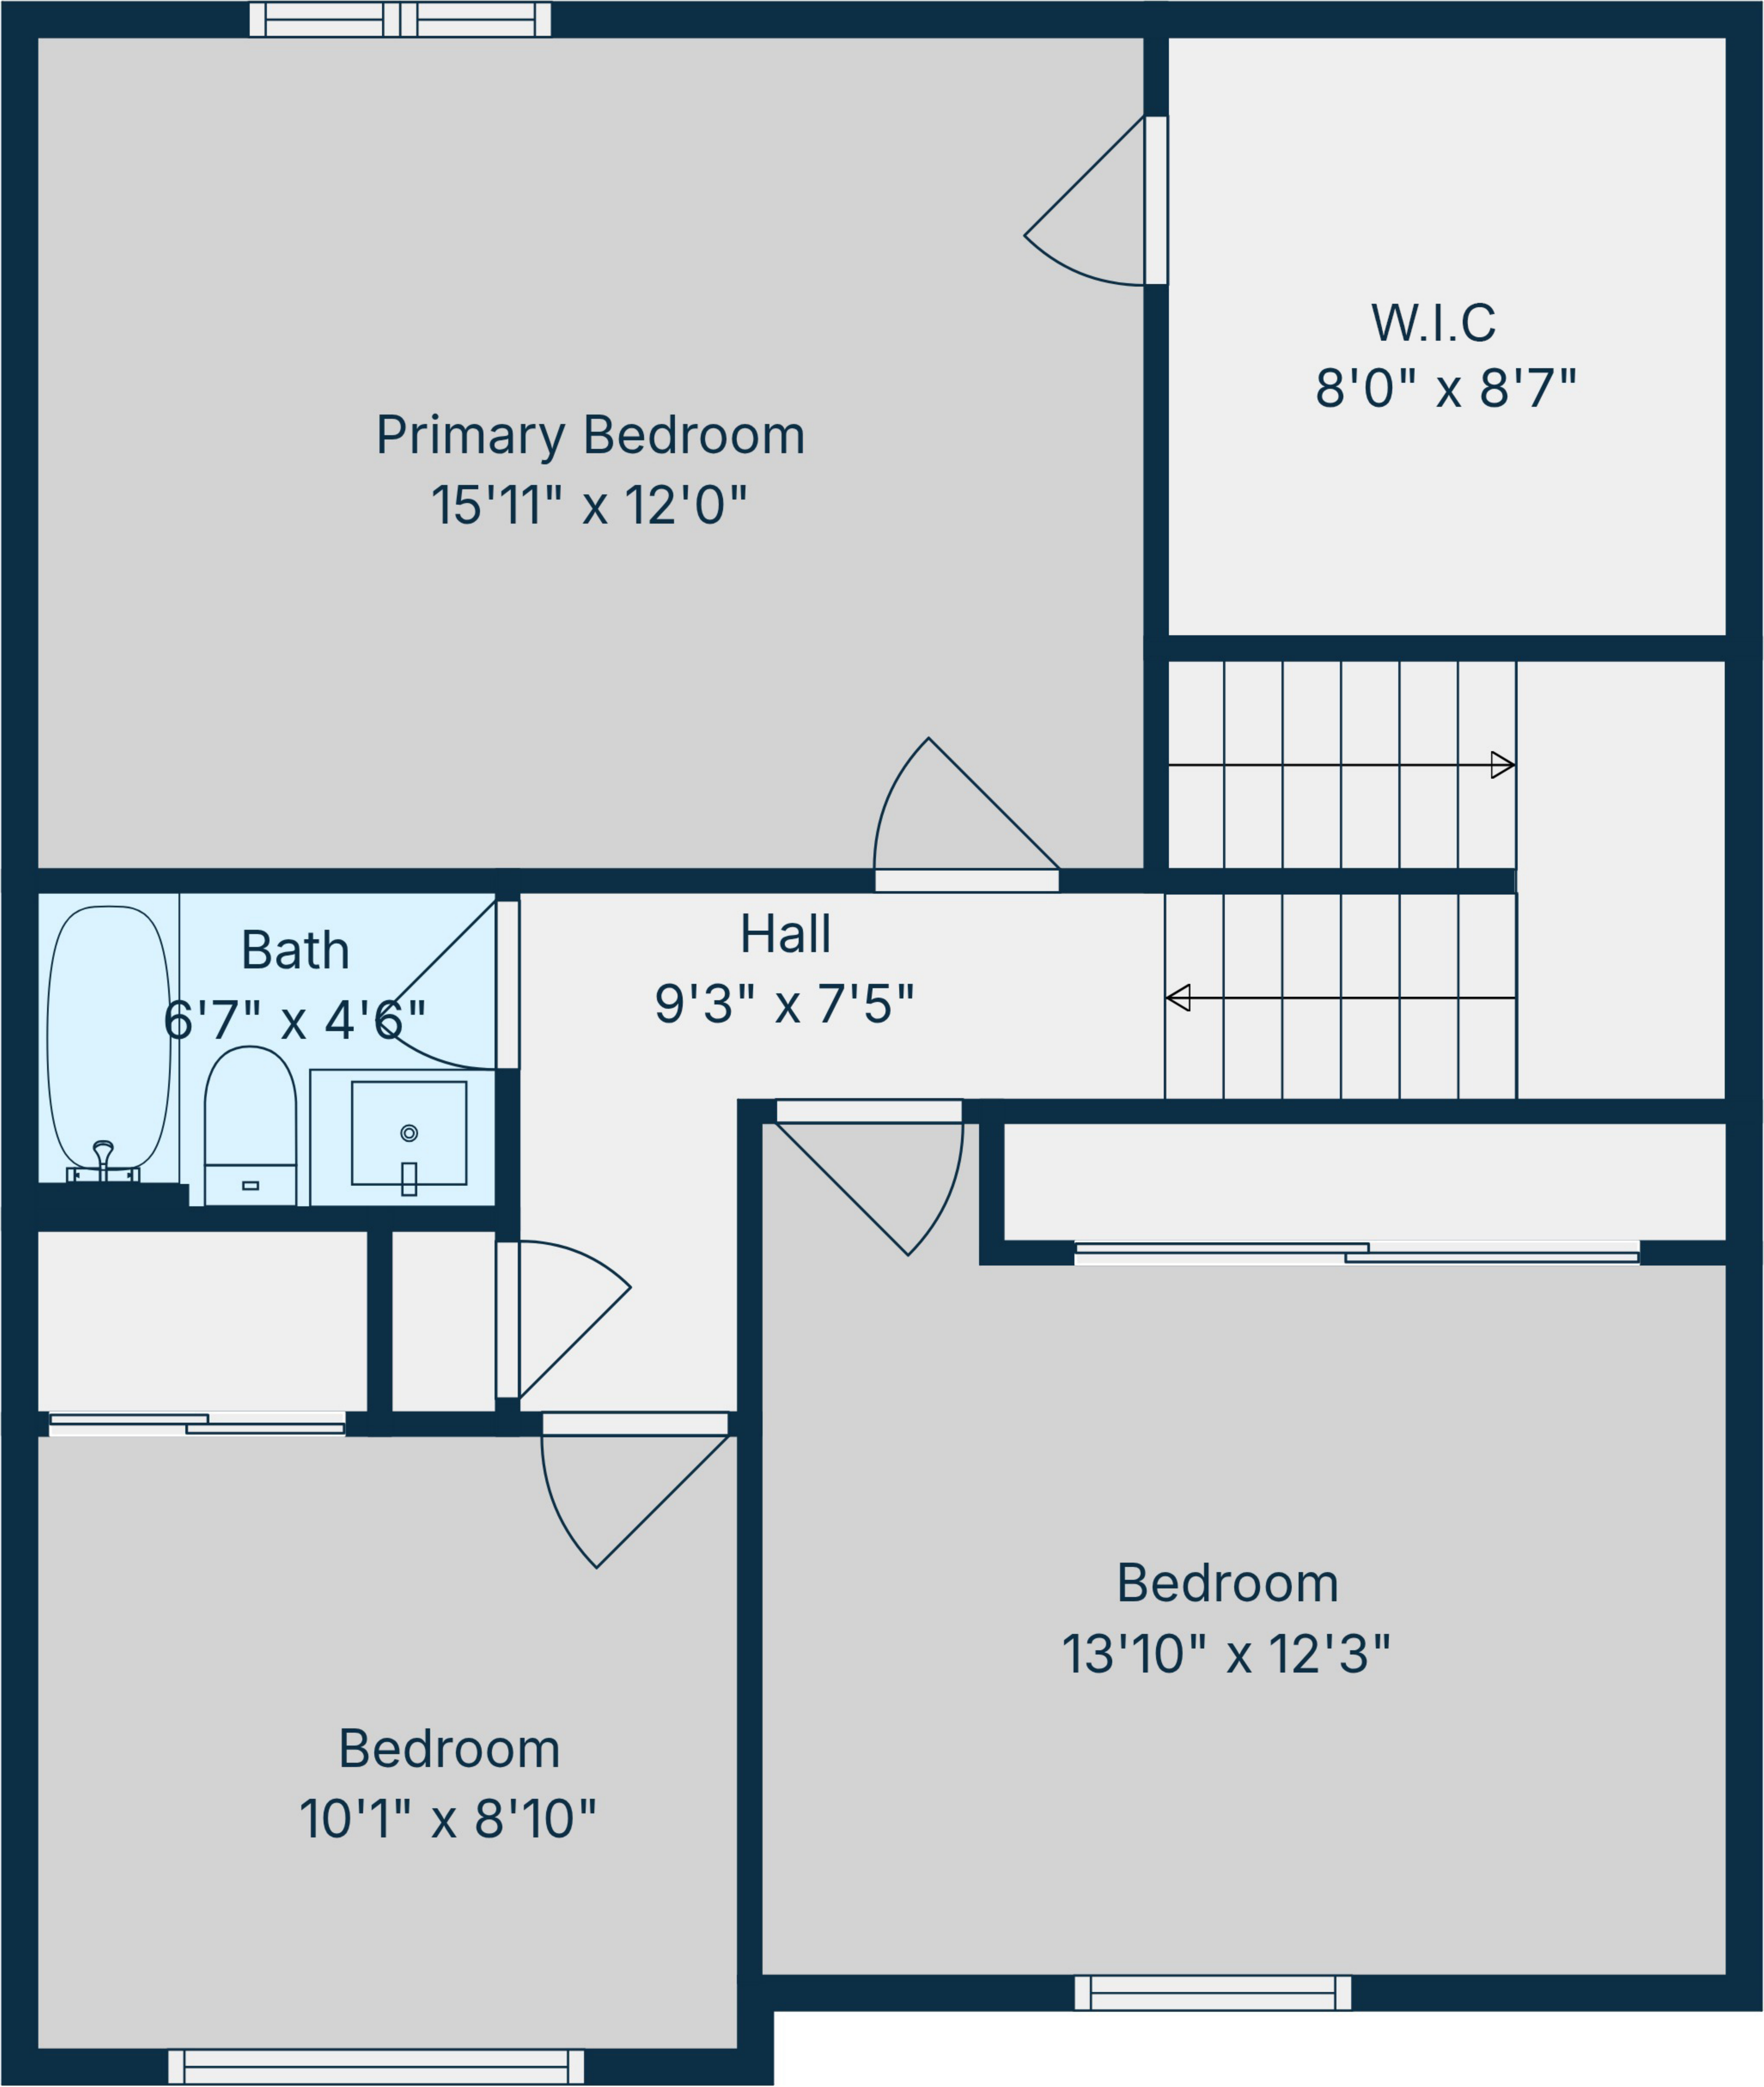 W.I.C
8'0" x 8'7"
Primary Bedroom
15'11" x 12'0"
Bath
6'7" x 4'6"
Hall
9'3" x 7'5"
Bedroom
13'10" x 12'3"
Bedroom
10'1" x 8'10"